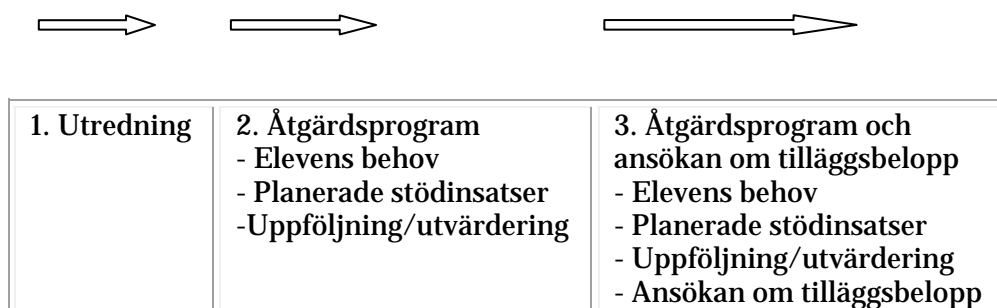 1. Utredning
2. Åtgärdsprogram
- Elevens behov
- Planerade stödinsatser
-Uppföljning/utvärdering
3. Åtgärdsprogram och
ansökan om tilläggsbelopp
- Elevens behov
- Planerade stödinsatser
- Uppföljning/utvärdering
- Ansökan om tilläggsbelopp